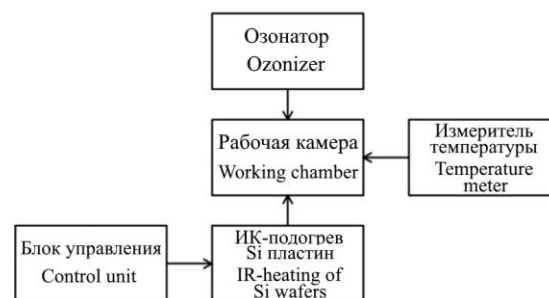 Озонатор
Ozonizer
Рабочая камера
Working chamber
Измеритель
температуры
Temperature
meter
Блок управления
Control unit
ИК-подогрев
Si пластин
IR-heating of
Si wafers